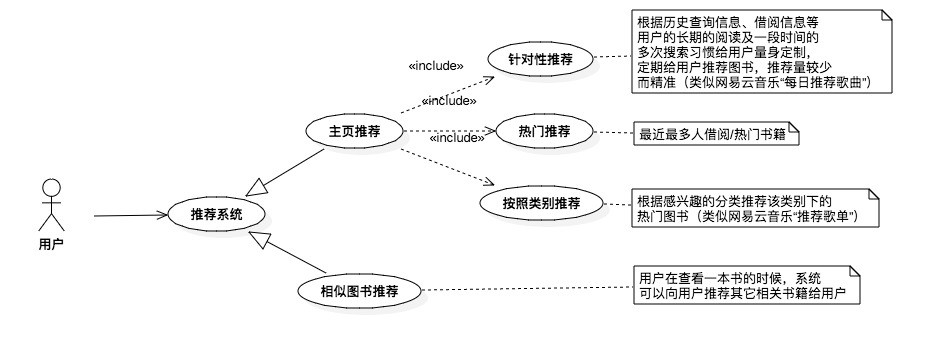 根据历史查询信息、借阅信息等
用户的长期的阅读及一段时间的
多次搜索习惯给用户量身定制，
定期给用户推荐图书，推荐量较少
而精准（类似网易云音乐“每日推荐歌曲”）
针对性推荐
«include»
«include»
主页推荐
热门推荐
最近最多人借阅/热门书籍
«include»
按照类别推荐
根据感兴趣的分类推荐该类别下的
热门图书（类似网易云音乐“推荐歌单”）
用户
推荐系统
相似图书推荐
用户在查看一本书的时候，系统
可以向用户推荐其它相关书籍给用户